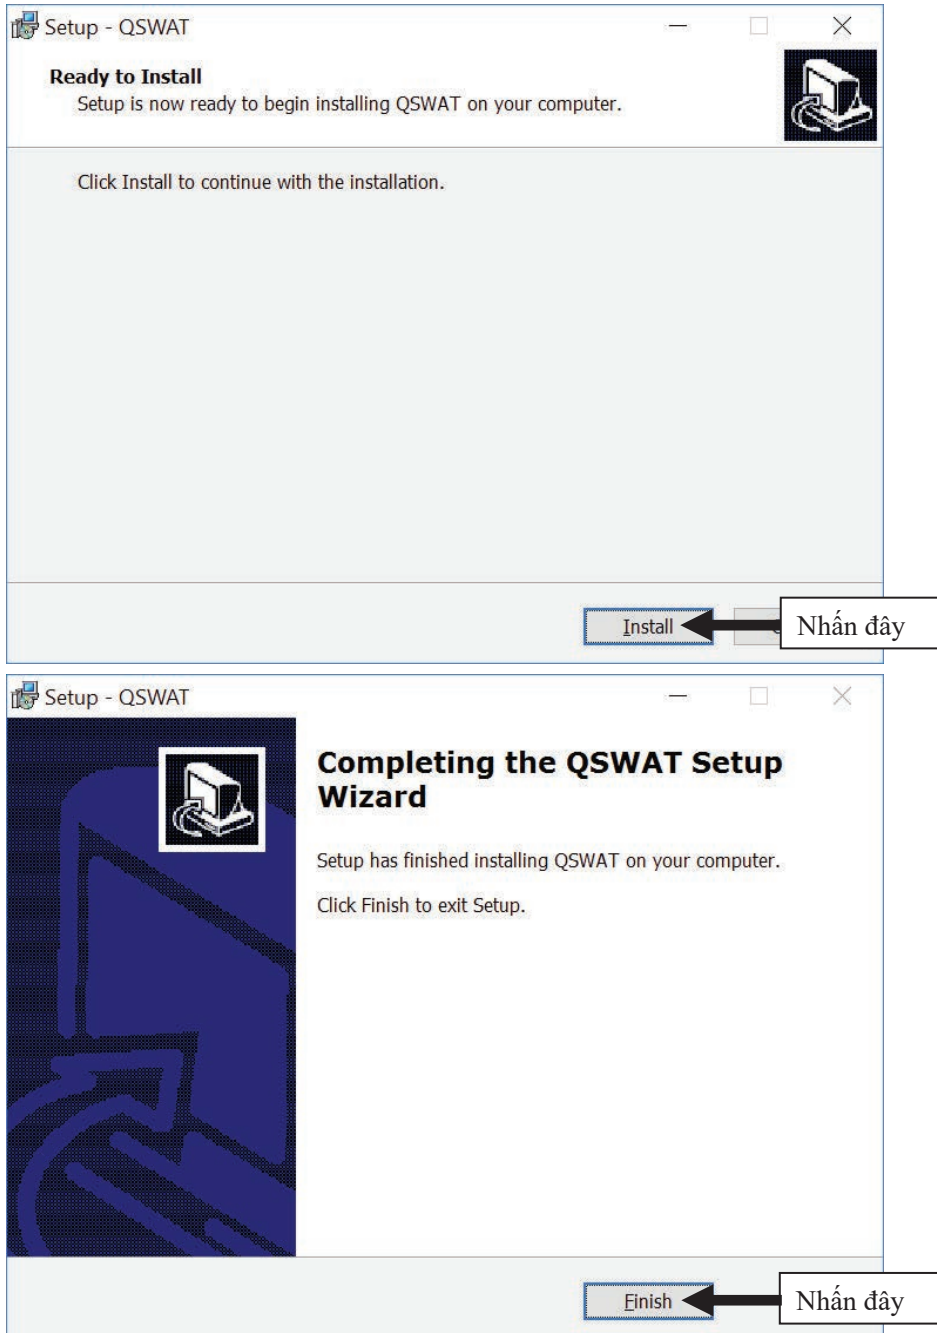 Setup - QSWAT
Ready to Install
Setup is now ready to begin installing QSWAT on your computer.
Click Install to continue with the installation.
Install
Nhấn đây
Setup - QSWAT
Completing the QSWAT Setup
Wizard
Setup has finished installing QSWAT on your computer.
Click Finish to exit Setup.
Finish
Nhấn đây